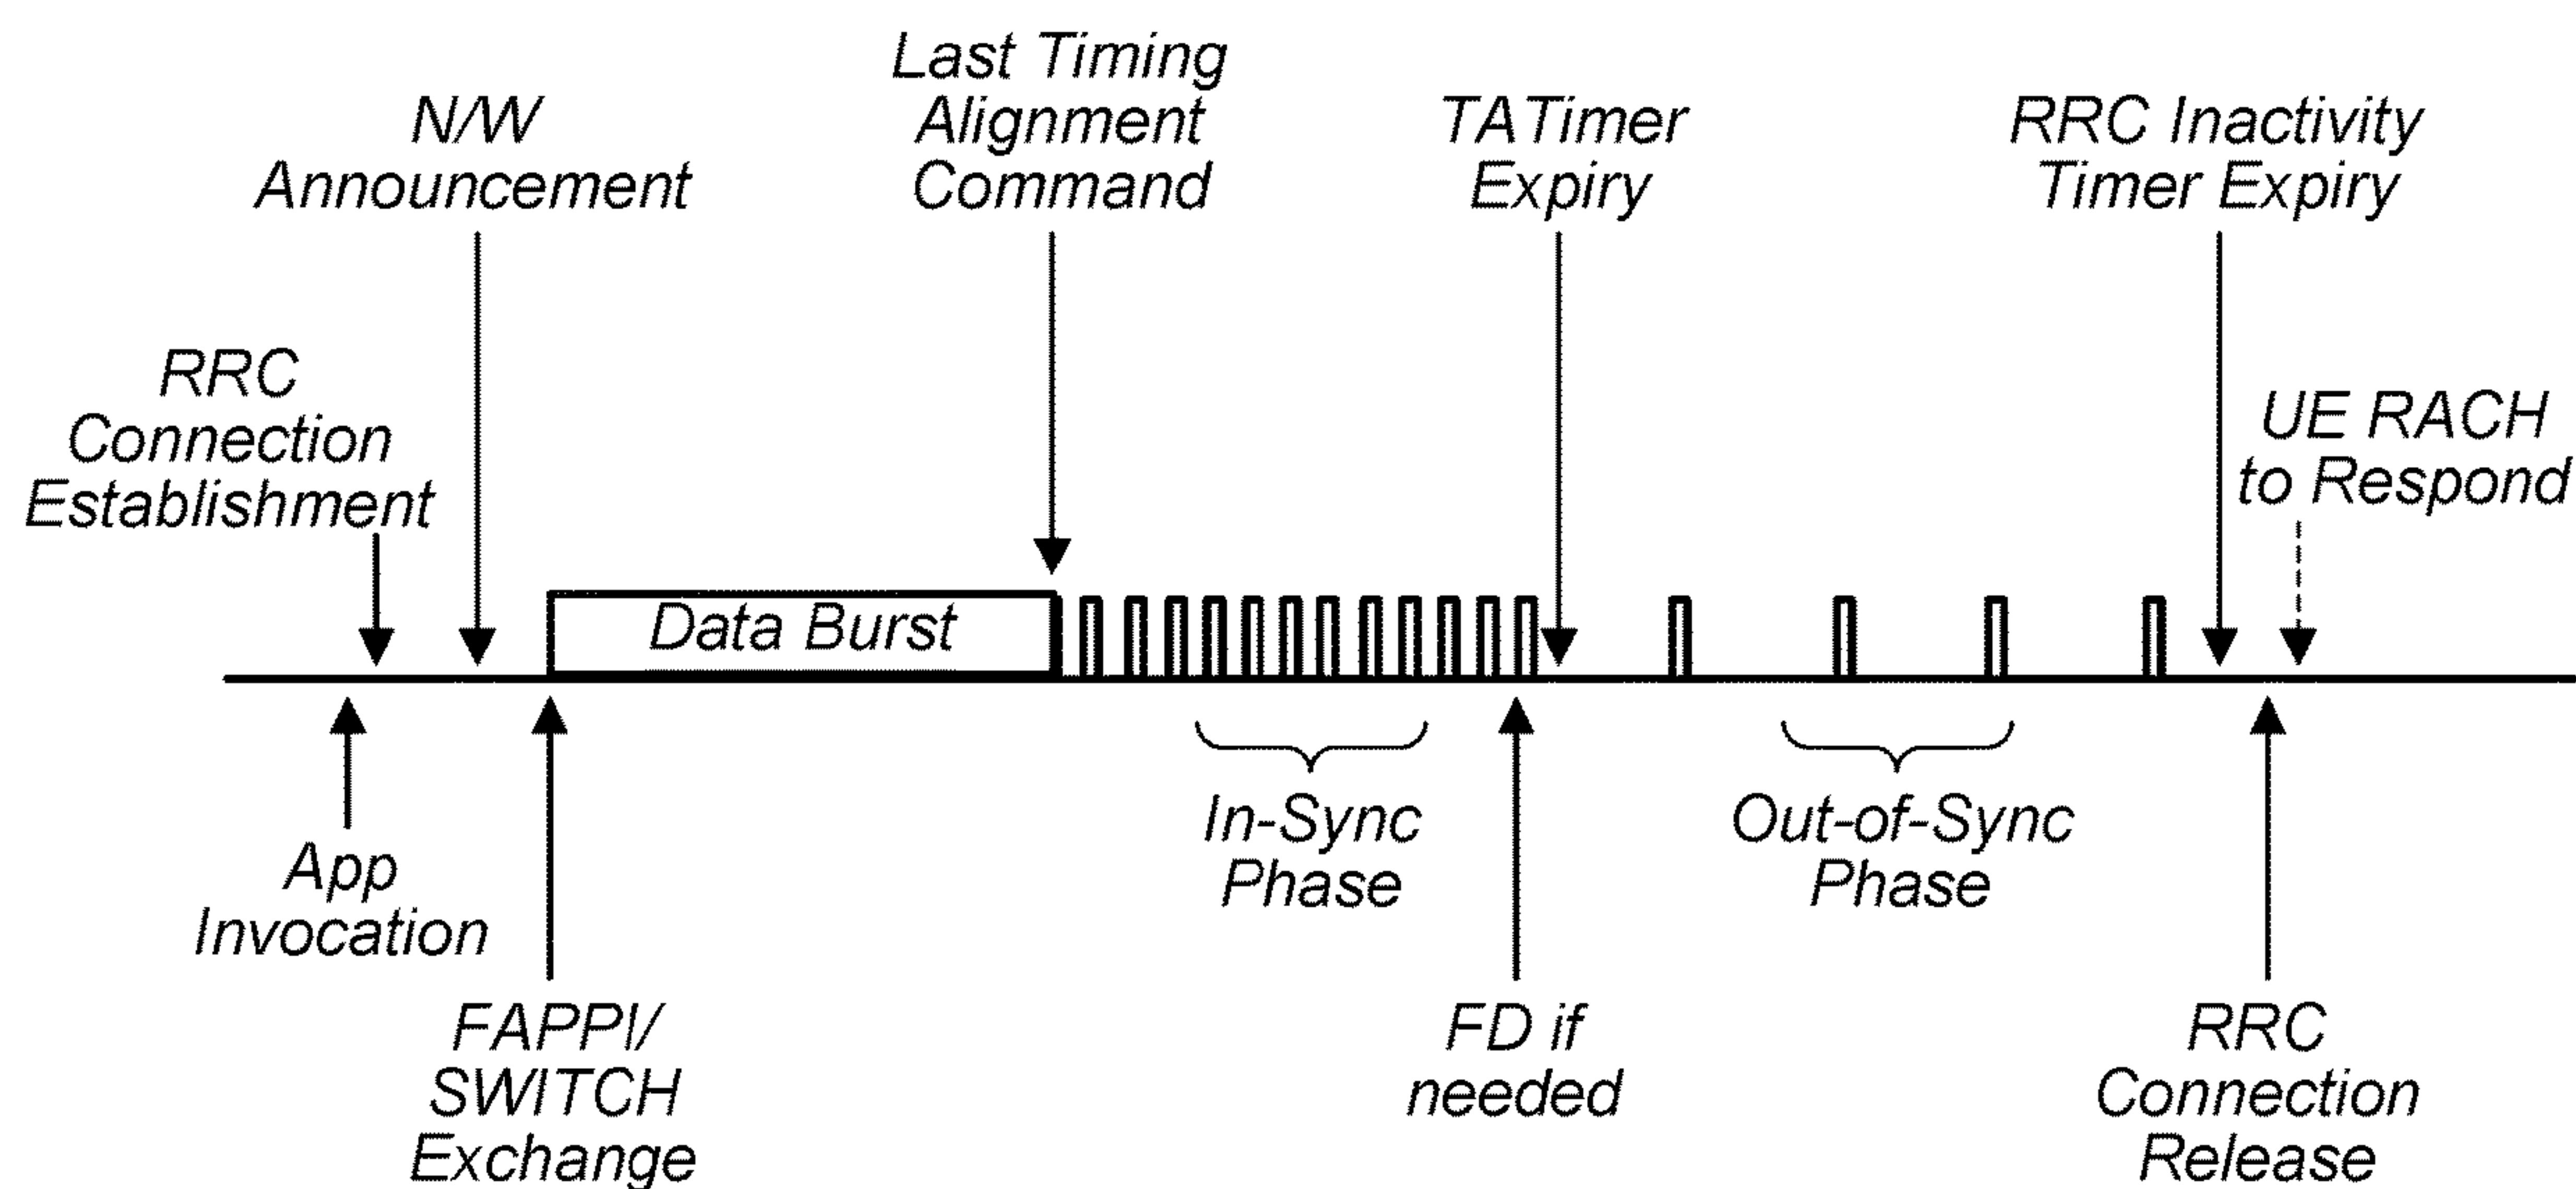 Last Timing
Alignment
Command
N/W
Announcement
TATimer
Expiry
RRC Inactivity
Timer Expiry
RRC
Connection
Establishment
UE RACH
to Respond
Data Burst
App
Invocation
In-Sync
Phase
Out-of-Sync
Phase
FAPPI/
SWITCH
Exchange
FD if
needed
RRC
Connection
Release